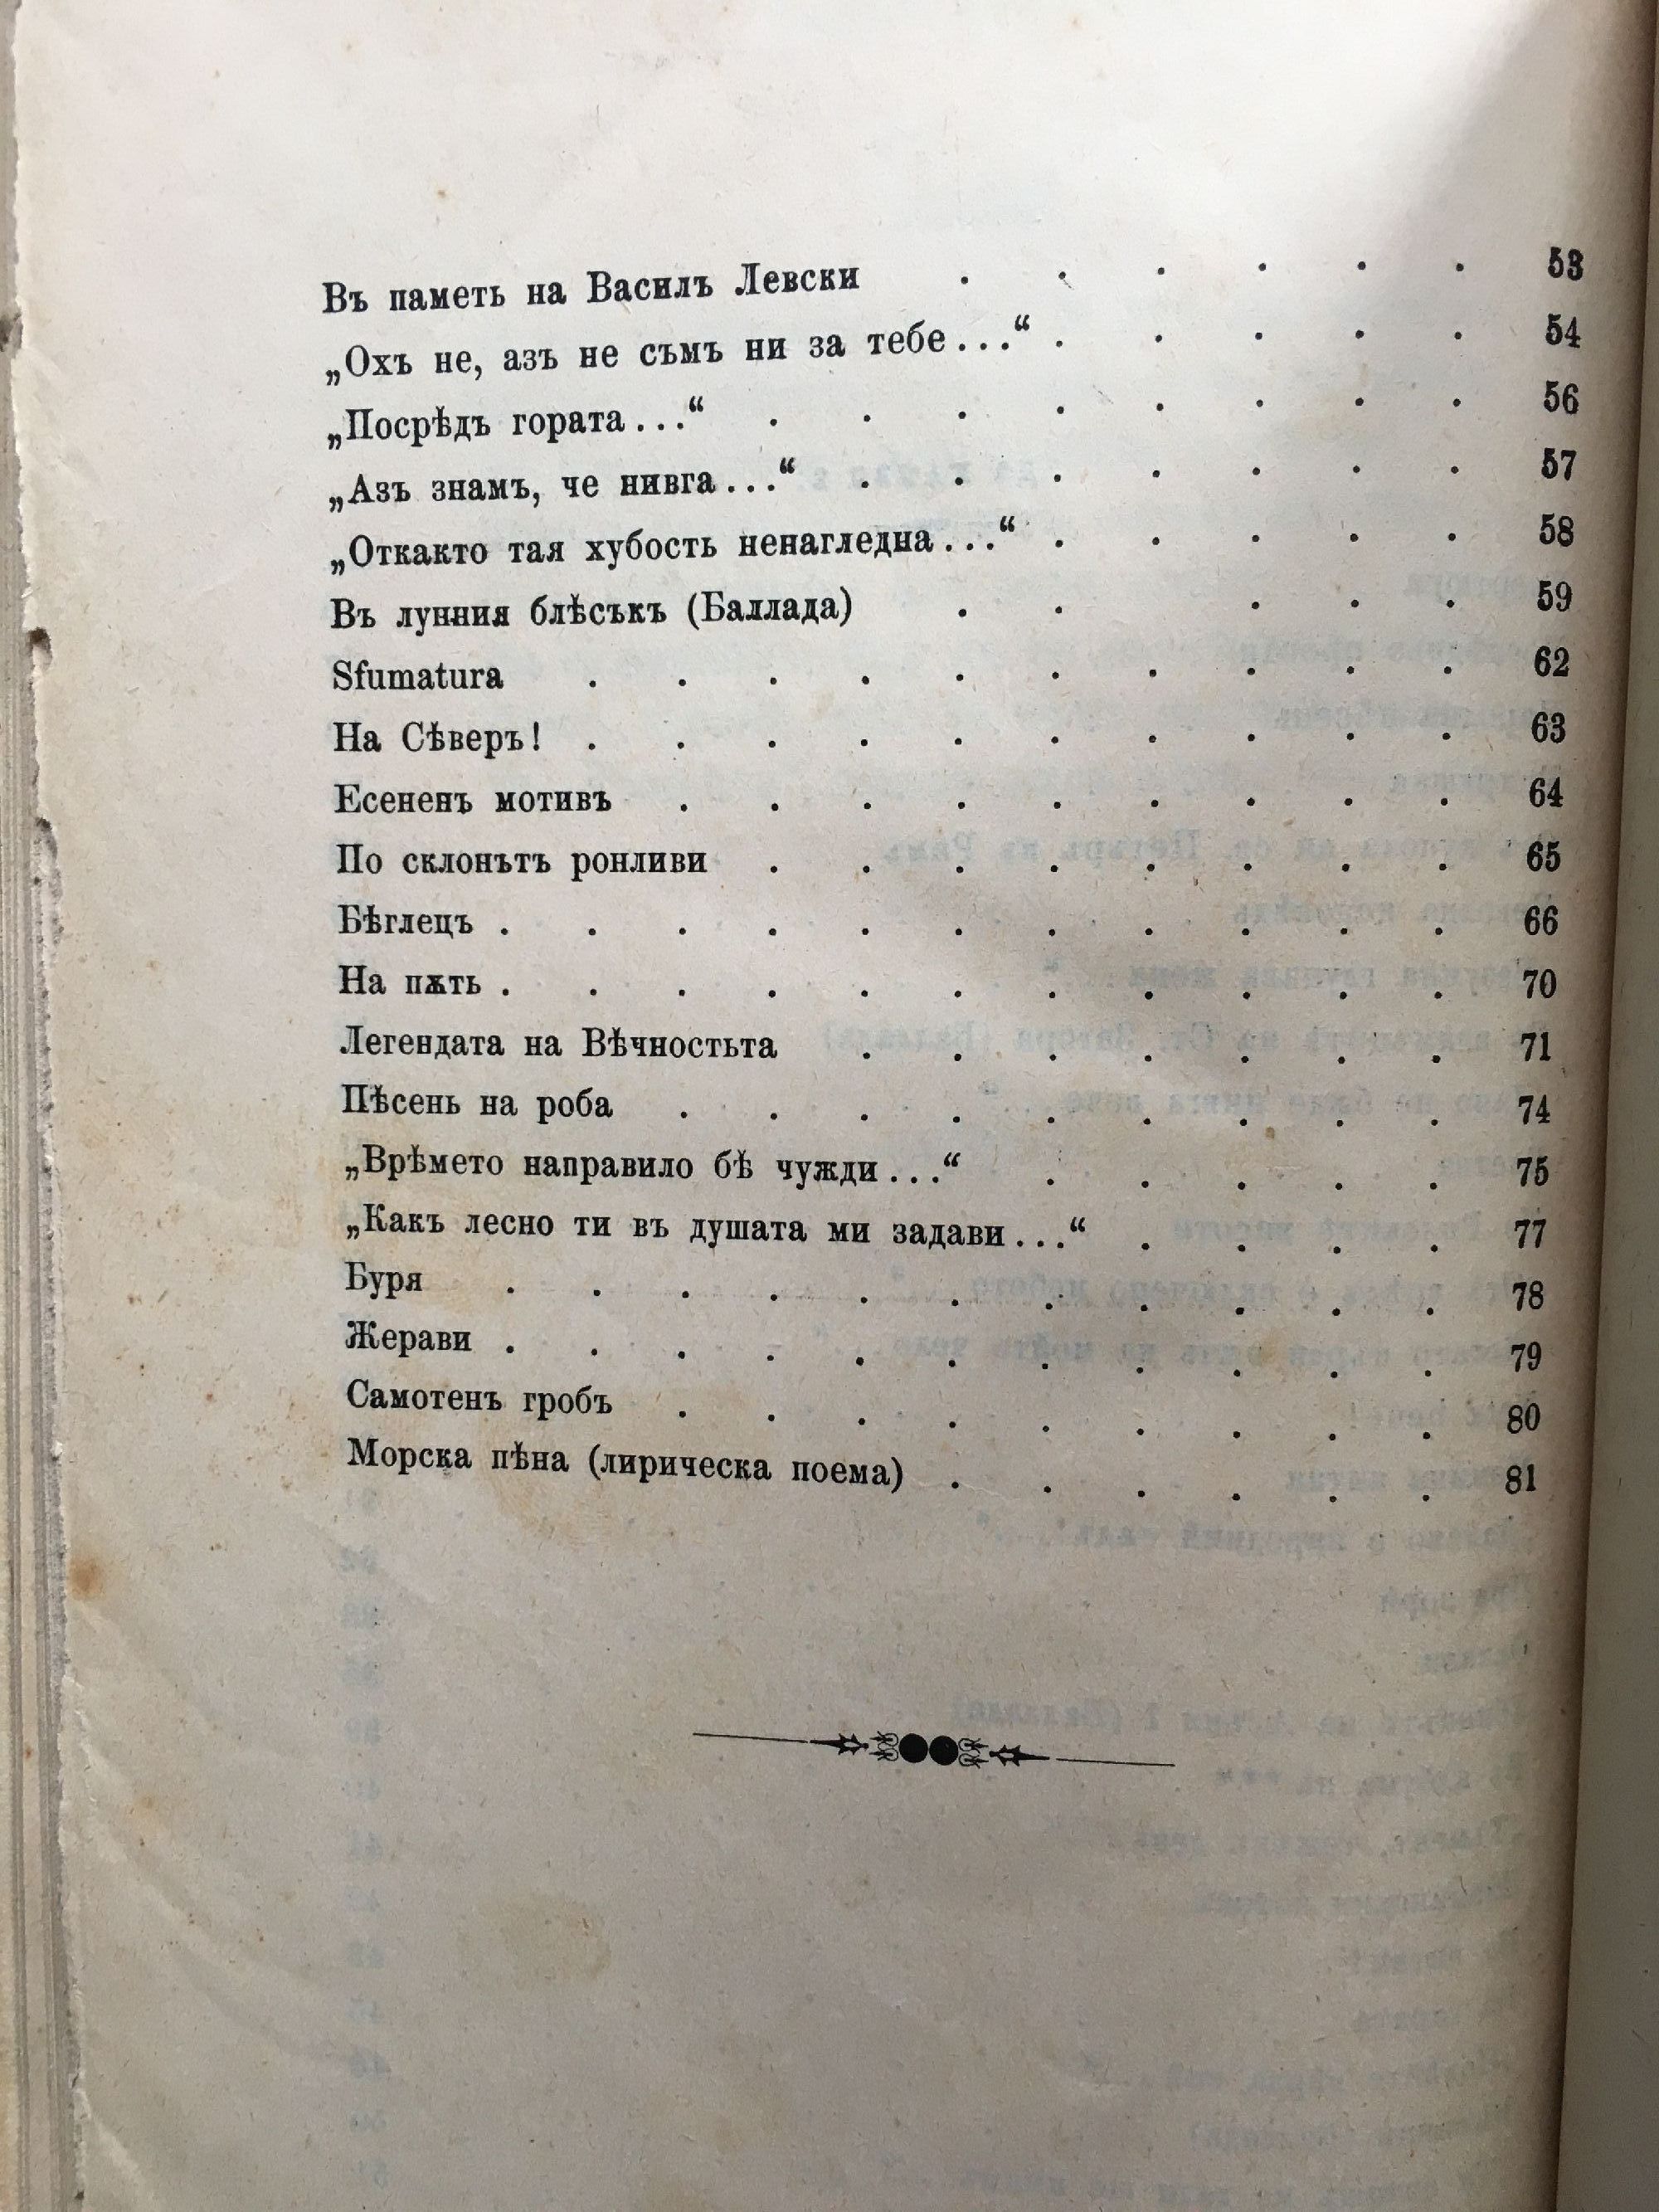 Въ паметь на Василъ Левски . . . . . . 53
„Охъ не, азъ не съмъ ни за тебе . . .“ . . . . . 54
„Посрѣдъ гората . . .“ . . . . . . . . 56
„Азъ знамъ, че нивга . . .“ . . . . . . . 57
„Откакто тая хубость ненагледна . . .“ . . . . . 58
Въ лунния блѣсъкъ (Баллада) . . . . . 59
Sfumatura . . . . . . . . . . 62
На Сѣверъ! . . . . . . . . . . 63
Есененъ мотивъ . . . . . . . . . 64
По склонътъ ронливи . . . . . . . . 65
Бѣглецъ . . . . . . . . . . . 66
На пѫть . . . . . . . . . . . 70
Легендата на Вѣчностьта . . . . . . . 71
Пѣсень на роба . . . . . . . . . 74
„Врѣмето направило бѣ чужди . . .“ . . . . . 75
„Какъ лесно ти въ душата ми задави . . .“ . . . . 77
Буря . . . . . . . . . . . 78
Жерави . . . . . . . . . . . 79
Самотенъ гробъ . . . . . . . . . 80
Морска пѣна (лирическа поема) . . . . . . 81